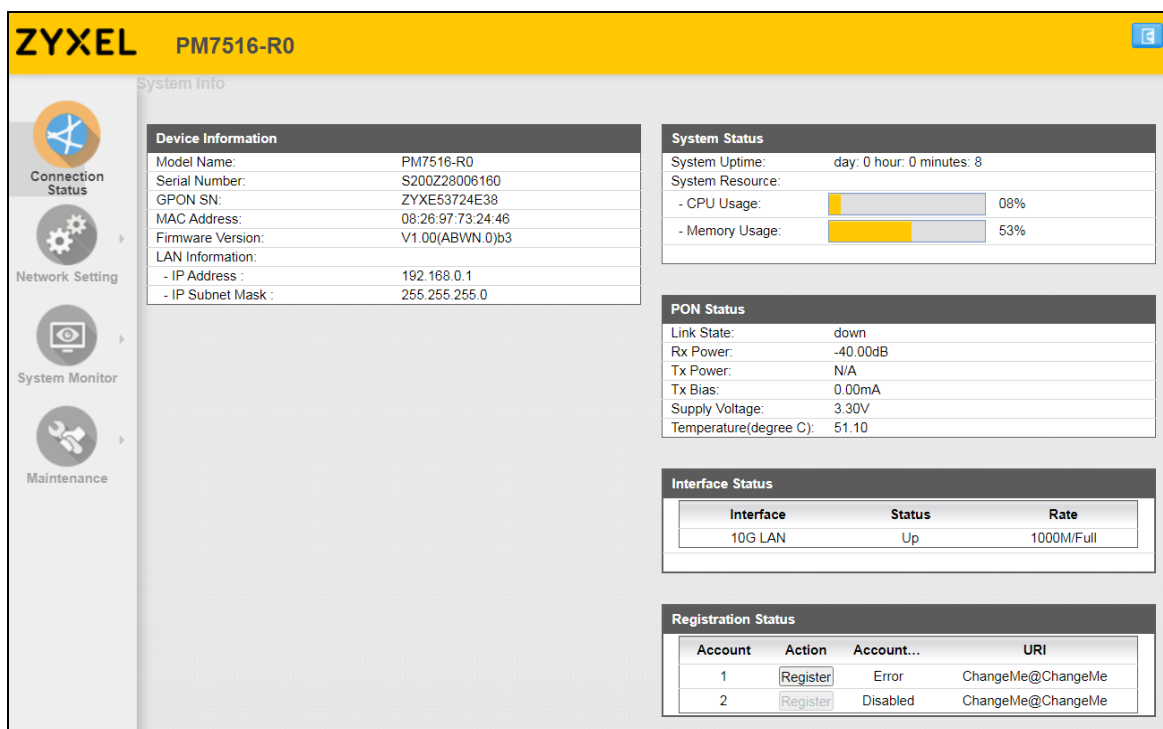 ZYXEL PM7516-R0
System Info
Connection
Status
Network Setting
System Monitor
Maintenance
Device Information
Model Name: PM7516-R0
Serial Number: S200Z28006160
GPON SN: ZYXE53724E38
MAC Address: 08:26:97:73:24:46
Firmware Version: V1.00(ABWN.0)b3
LAN Information:
- IP Address : 192.168.0.1
- IP Subnet Mask : 255.255.255.0
System Status
System Uptime: day: 0 hour: 0 minutes: 8
System Resource:
- CPU Usage: 08%
- Memory Usage: 53%
PON Status
Link State: down
Rx Power: -40.00dB
Tx Power: N/A
Tx Bias: 0.00mA
Supply Voltage: 3.30V
Temperature(degree C): 51.10
Interface Status
Interface Status Rate
10G LAN Up 1000M/Full
Registration Status
Account Action Account... URI
1 Register Error ChangeMe@ChangeMe
2 Register Disabled ChangeMe@ChangeMe